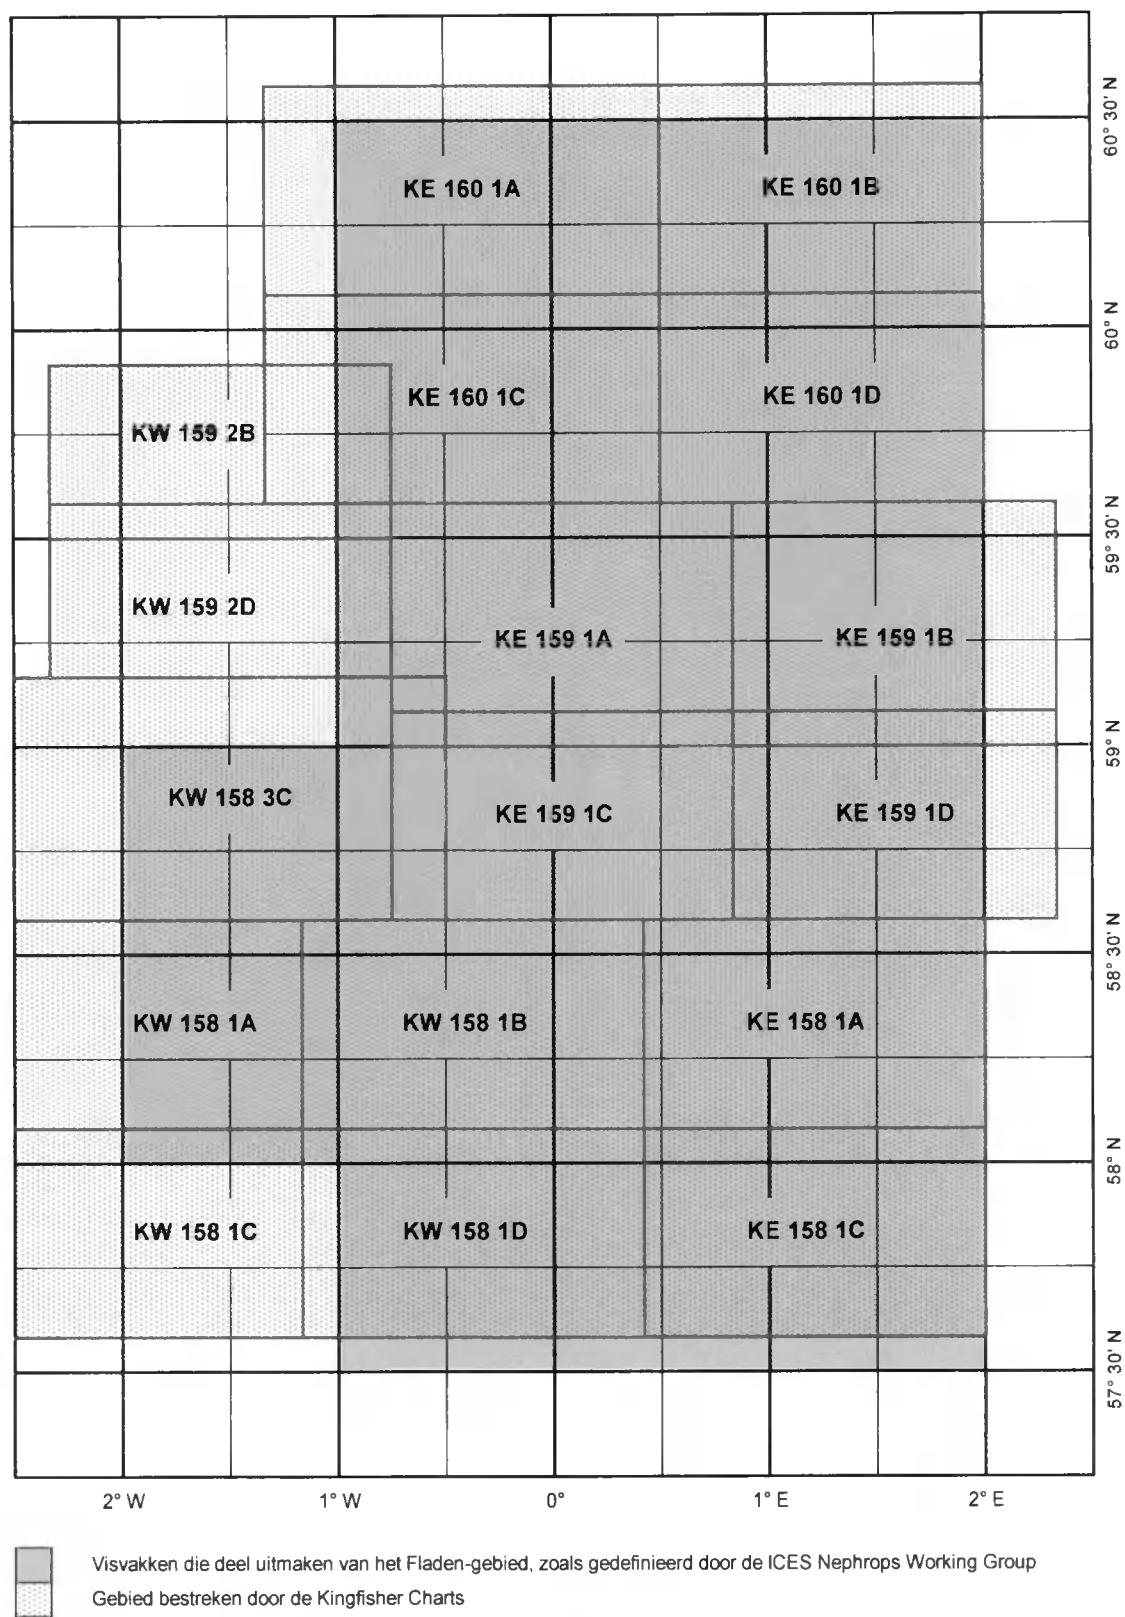 60° 30' N
KE 160 1A
KE 160 1B
60° N
KE 160 1C
KE 160 1D
KW 159 2B
59° 30' N
KW 159 2D
KE 159 1A
KE 159 1B
59° N
KW 158 3C
KE 159 1C
KE 159 1D
58° 30' N
KW 158 1A
KW 158 1B
KE 158 1A
58° N
KW 158 1C
KW 158 1D
KE 158 1C
57° 30' N
2° W
1° W
0°
1° E
2° E
Visvakken die deel uitmaken van het Fladen-gebied, zoals gedefinieerd door de ICES Nephrops Working Group
Gebied bestreken door de Kingfisher Charts